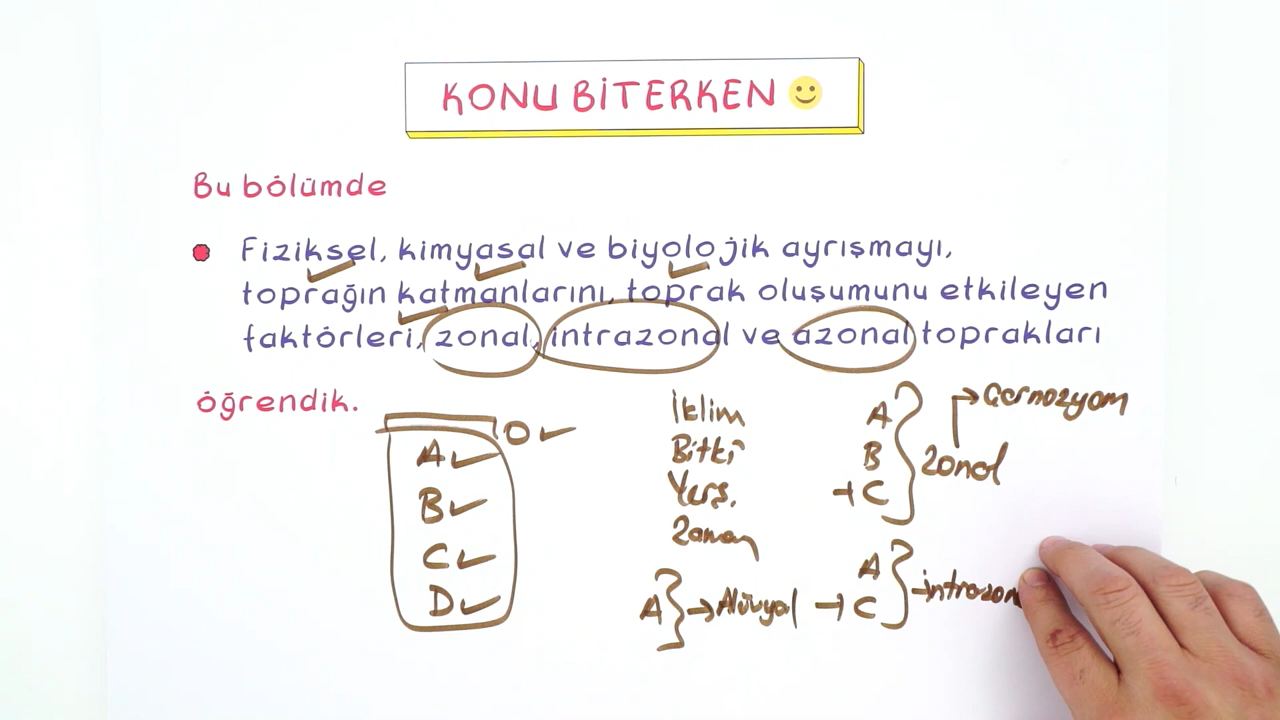 KONU BİTERKEN
Bu bölümde
Fiziksel, kimyasal ve biyolojik ayrışmayı,
toprağın katmanlarını, toprak oluşumunu etkileyen
faktörleri, zonal, intrazonal ve azonal toprakları
öğrendik.
O
A
B
C
D
İklim
Bitki
Yerş.
Zaman
A
B
C
Zonal
Çernozyom
A
C
intrazon
A
Alüvyal